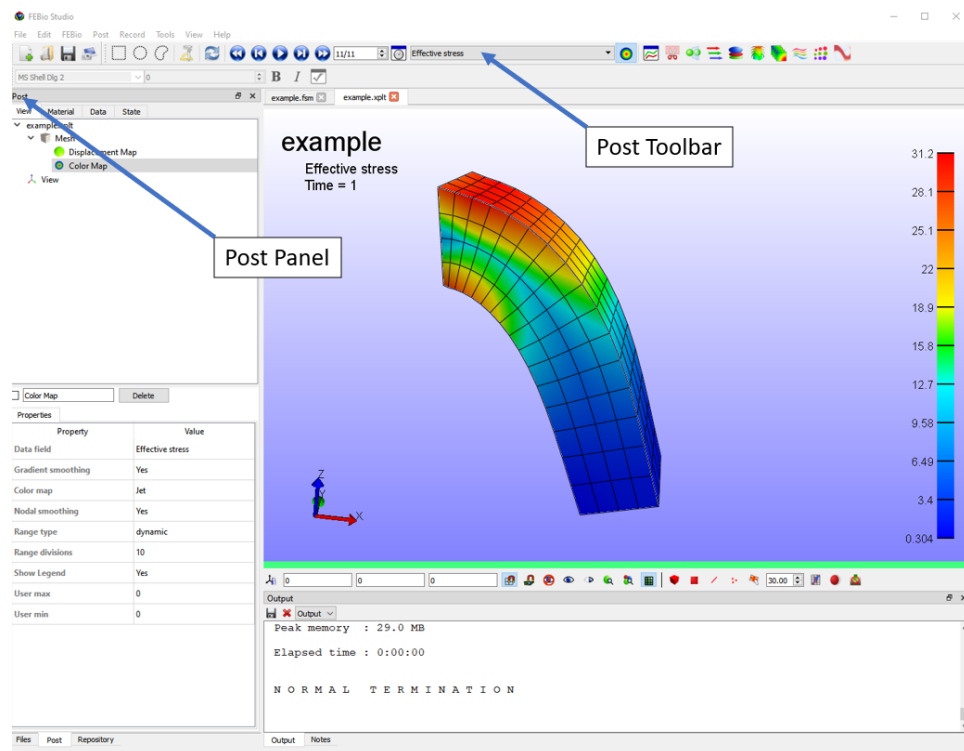 FEBio Studio
File Edit FEBio Post Record Tools View Help
11/11 Effective stress
MS Shell Dlg 2 0 B I
Post
example.fsm example.xplt
View Material Data State
example.xplt
Mesh
Displacement Map
Color Map
View
Post Panel
Post Toolbar
example
Effective stress
Time = 1
31.2
28.1
25.1
22
18.9
15.8
12.7
9.58
6.49
3.4
0.304
Z
Y
X
Color Map Delete
Properties
Property Value
Data field Effective stress
Gradient smoothing Yes
Color map Jet
Nodal smoothing Yes
Range type dynamic
Range divisions 10
Show Legend Yes
User max 0
User min 0
0 0 0 30.00
Output
Output
Peak memory : 29.0 MB
Elapsed time : 0:00:00
N O R M A L T E R M I N A T I O N
Files Post Repository
Output Notes